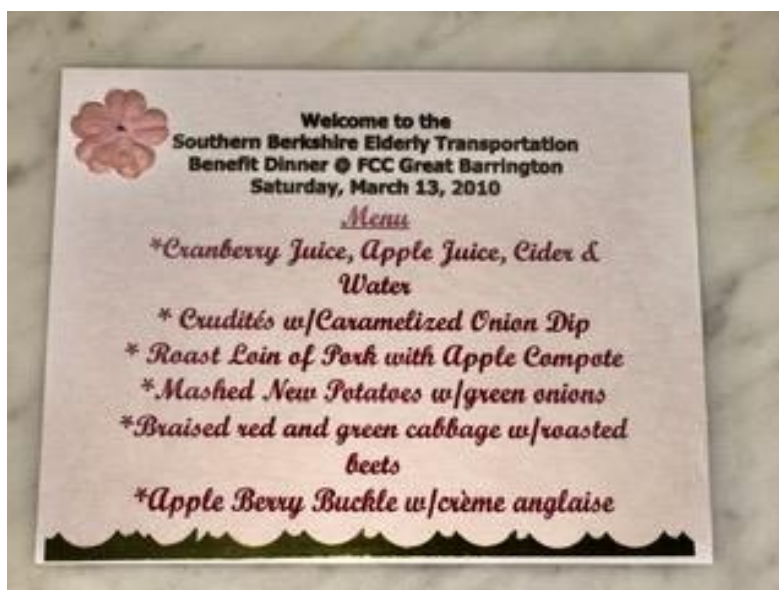 Welcome to the
Southern Berkshire Elderly Transportation
Benefit Dinner @ FCC Great Barrington
Saturday, March 13, 2010
Menu
*Cranberry Juice, Apple Juice, Cider &
Water
* Crudités w/Caramelized Onion Dip
* Roast Loin of Pork with Apple Compote
*Mashed New Potatoes w/green onions
*Braised red and green cabbage w/roasted
beets
*Apple Berry Buckle w/crème anglaise